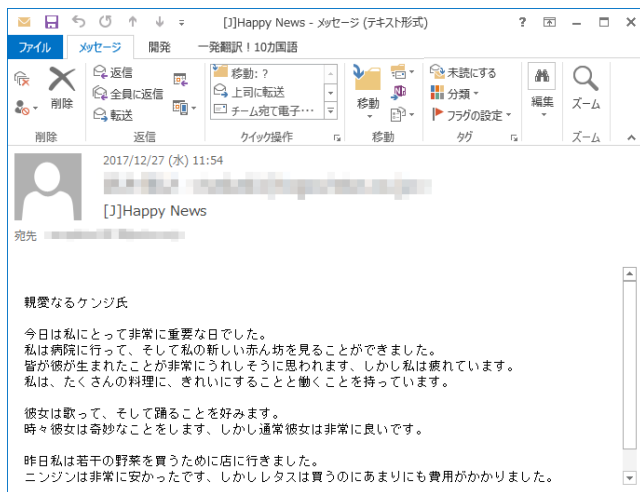 [J]Happy News - メッセージ (テキスト形式)
ファイル メッセージ 開発 一発翻訳！10カ国語
削除
返信
全員に返信
転送
移動: ?
上司に転送
チーム宛て電子…
移動
未読にする
分類
フラグの設定
編集
ズーム
削除 返信 クイック操作 移動 タグ ズーム
2017/12/27 (水) 11:54
[J]Happy News
宛先
親愛なるケンジ氏
今日は私にとって非常に重要な日でした。
私は病院に行って、そして私の新しい赤ん坊を見ることができました。
皆が彼が生まれたことが非常にうれしそうに思われます、しかし私は疲れています。
私は、たくさんの料理に、きれいにすることと働くことを持っています。
彼女は歌って、そして踊ることを好みます。
時々彼女は奇妙なことをします、しかし通常彼女は非常に良いです。
昨日私は若干の野菜を買うために店に行きました。
ニンジンは非常に安かったです、しかしレタスは買うのにあまりにも費用がかかりました。